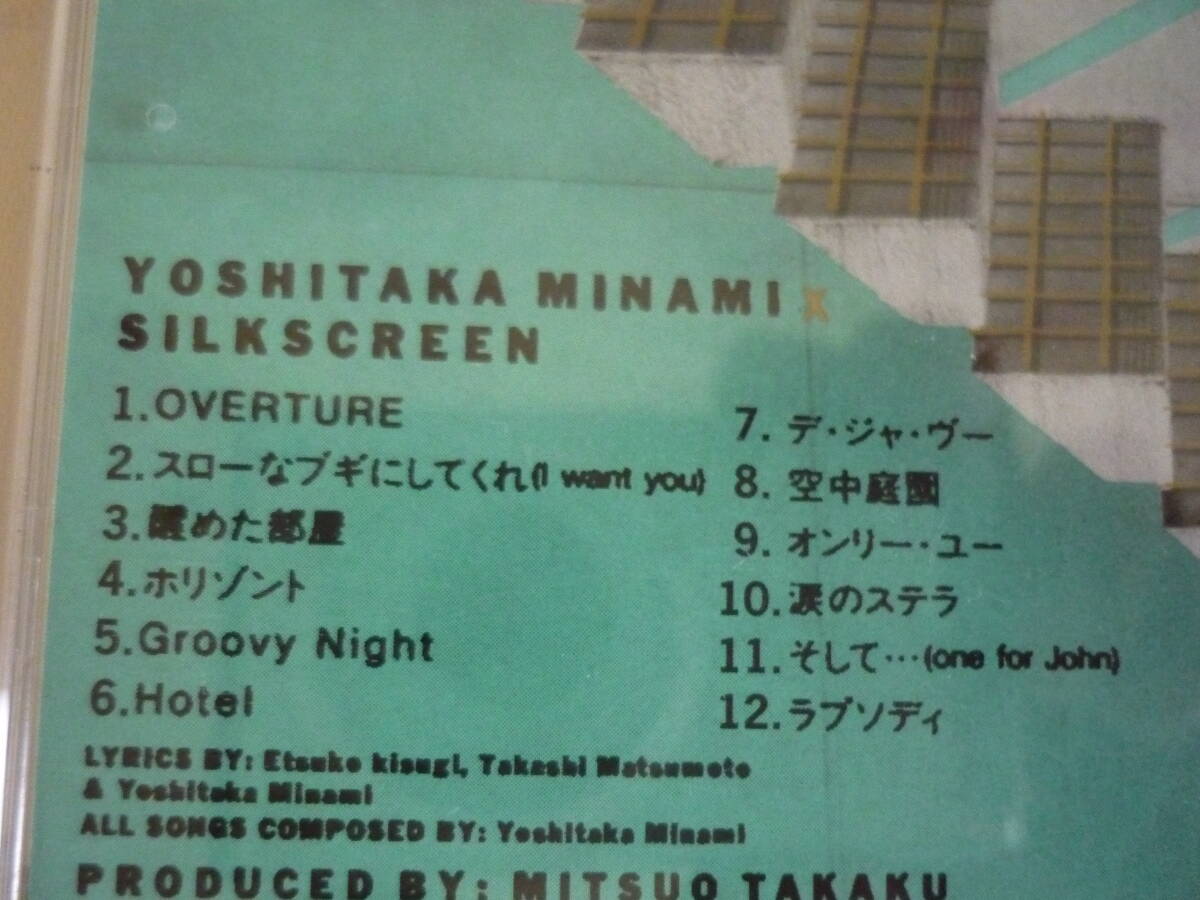 YOSHITAKA MINAMI X
SILKSCREEN
1.OVERTURE
2.スローなブギにしてくれ(I want you)
3.暖めた部屋
4.ホリゾント
5.Groovy Night
6.Hotel
7.デ・ジャ・ヴー
8.空中庭園
9.オンリー・ユー
10.涙のステラ
11.そして…(one for John)
12.ラプソディ
LYRICS BY: Etsuko kisugi, Takashi Matsumoto
& Yoshitaka Minami
ALL SONGS COMPOSED BY: Yoshitaka Minami
PRODUCED BY: MITSUO TAKAKU